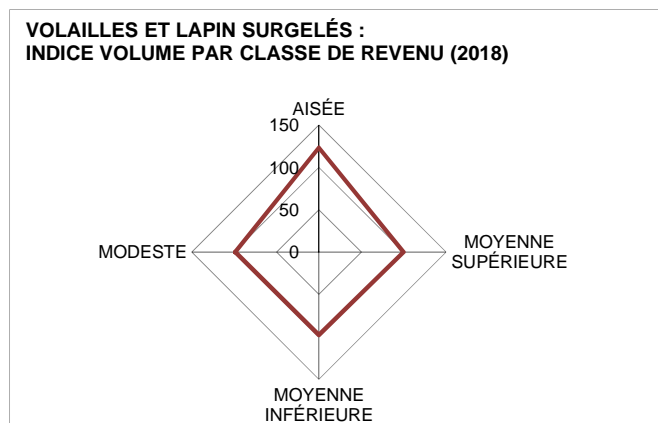 VOLAILLES ET LAPIN SURGELÉS :
INDICE VOLUME PAR CLASSE DE REVENU (2018)
AISÉE
150
100
50
0
MODESTE
MOYENNE
SUPÉRIEURE
MOYENNE
INFÉRIEURE